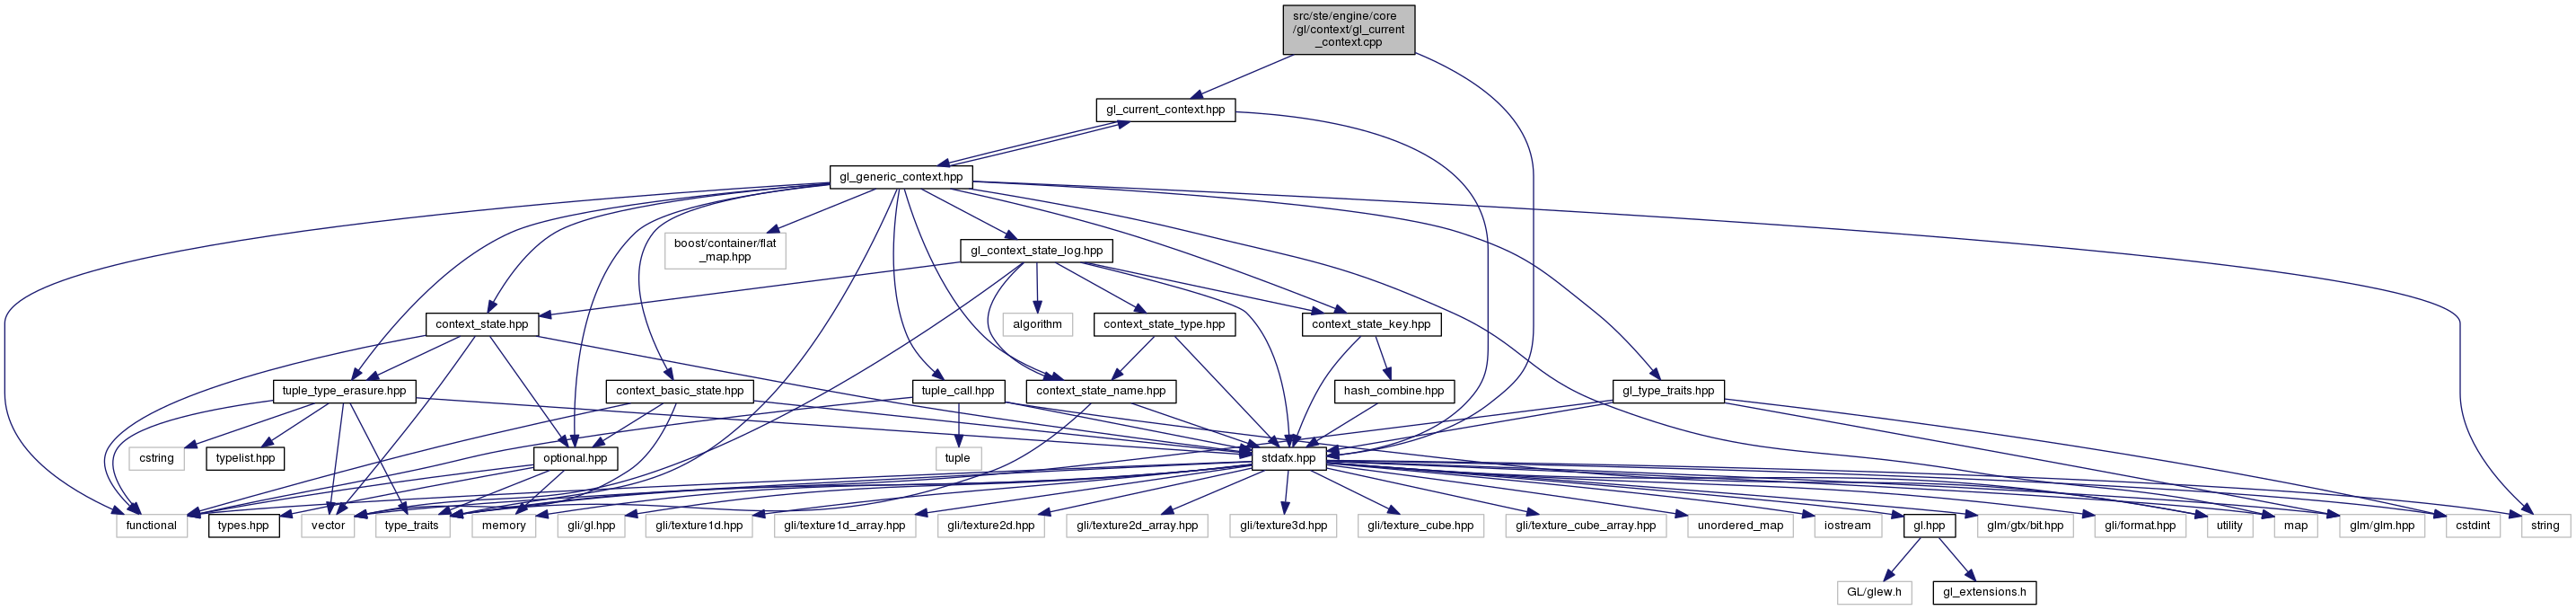 src/ste/engine/core
/gl/context/gl_current
_context.cpp
gl_current_context.hpp
gl_generic_context.hpp
boost/container/flat
_map.hpp
gl_context_state_log.hpp
context_state.hpp
algorithm
context_state_type.hpp
context_state_key.hpp
tuple_type_erasure.hpp
context_basic_state.hpp
tuple_call.hpp
context_state_name.hpp
hash_combine.hpp
gl_type_traits.hpp
cstring
typelist.hpp
optional.hpp
tuple
stdafx.hpp
functional
types.hpp
vector
type_traits
memory
gli/gl.hpp
gli/texture1d.hpp
gli/texture1d_array.hpp
gli/texture2d.hpp
gli/texture2d_array.hpp
gli/texture3d.hpp
gli/texture_cube.hpp
gli/texture_cube_array.hpp
unordered_map
iostream
gl.hpp
glm/gtx/bit.hpp
gli/format.hpp
utility
map
glm/glm.hpp
cstdint
string
GL/glew.h
gl_extensions.h